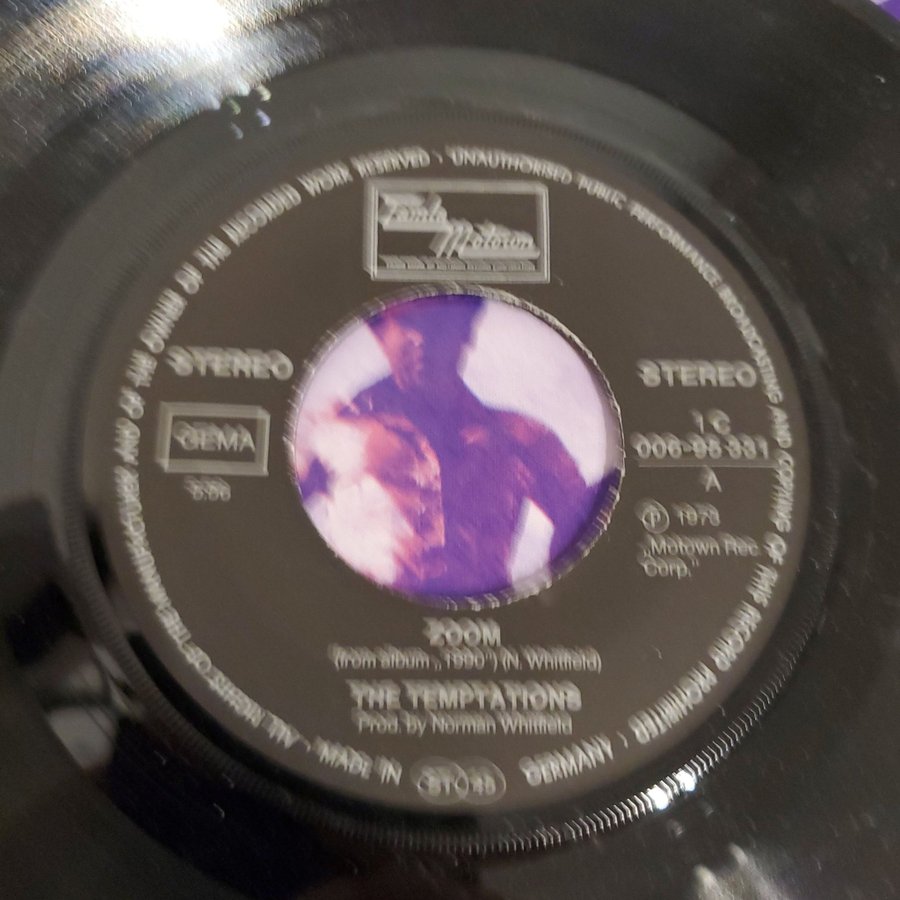 ALL RIGHTS OF THE MANUFACTURER AND OF THE OWNER OF THE RECORDED WORK RESERVED · UNAUTHORISED PUBLIC PERFORMANCE BROADCASTING AND COPYING OF THIS RECORD PROHIBITED ·
Tamla
Motown
STEREO
STEREO
GEMA
1 C
006-95 331
A
℗ 1973
„Motown Rec
Corp."
ZOOM
(from album „1990") (N. Whitfield)
THE TEMPTATIONS
Prod. by Norman Whitfield
MADE IN
ST 45
GERMANY